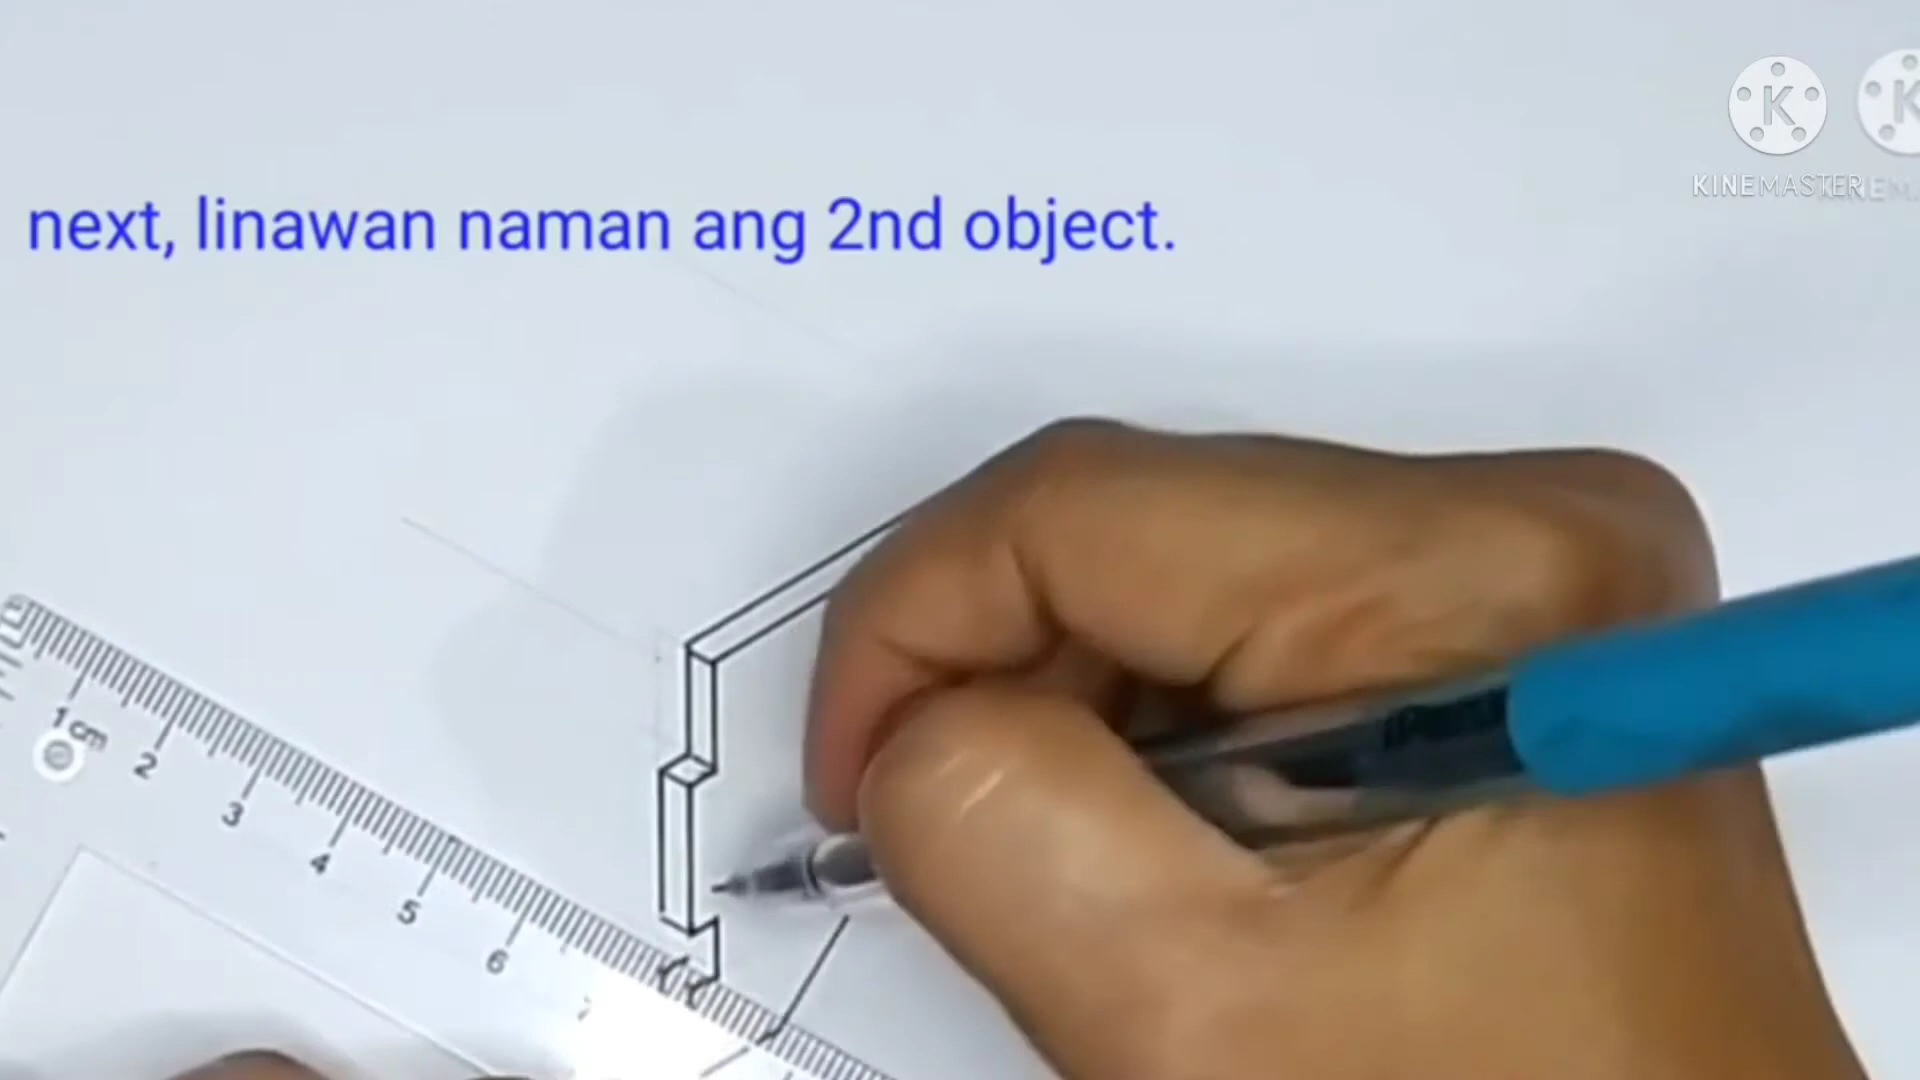 next, linawan naman ang 2nd object.
K
KINEMASTER
K
1 cm
2
3
4
5
6